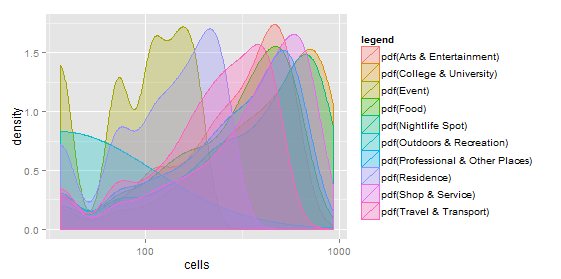 density
1.5
1.0
0.5
0.0
100
1000
cells
legend
pdf(Arts & Entertainment)
pdf(College & University)
pdf(Event)
pdf(Food)
pdf(Nightlife Spot)
pdf(Outdoors & Recreation)
pdf(Professional & Other Places)
pdf(Residence)
pdf(Shop & Service)
pdf(Travel & Transport)